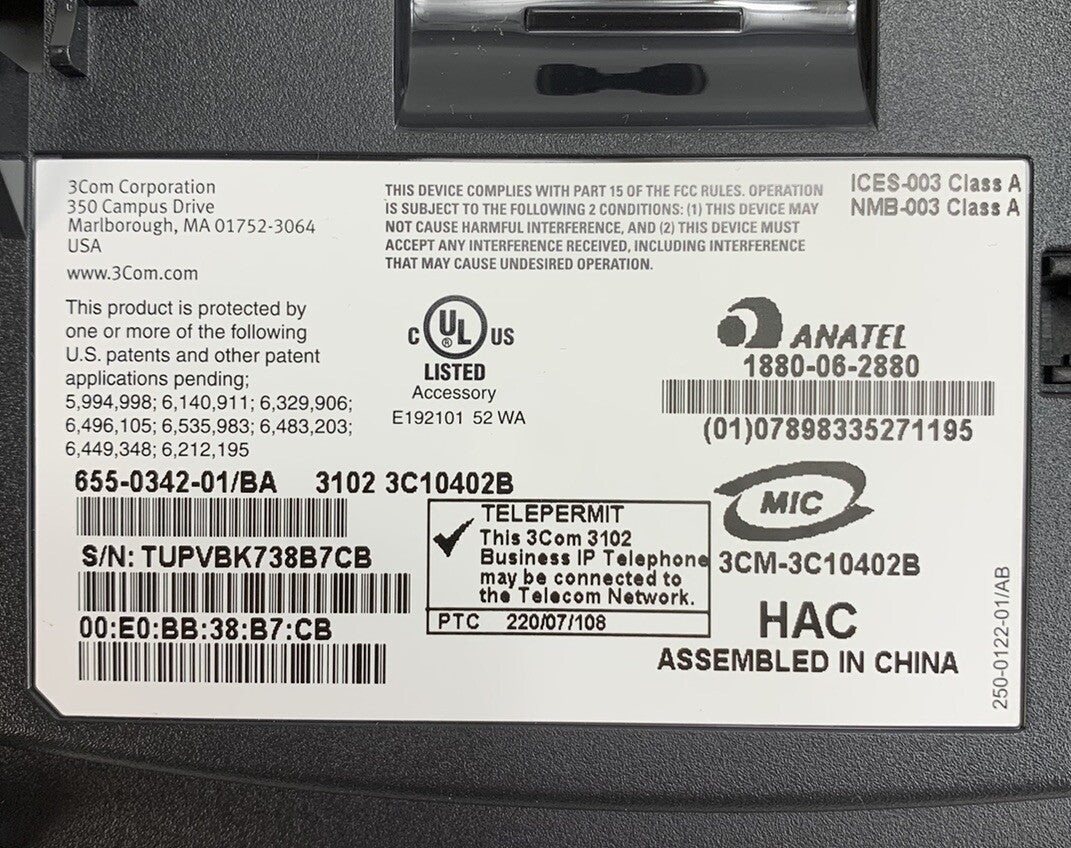 3Com Corporation
350 Campus Drive
Marlborough, MA 01752-3064
USA
www.3Com.com
This product is protected by
one or more of the following
U.S. patents and other patent
applications pending;
5,994,998; 6,140,911; 6,329,906;
6,496,105; 6,535,983; 6,483,203;
6,449,348; 6,212,195
THIS DEVICE COMPLIES WITH PART 15 OF THE FCC RULES. OPERATION
IS SUBJECT TO THE FOLLOWING 2 CONDITIONS: (1) THIS DEVICE MAY
NOT CAUSE HARMFUL INTERFERENCE, AND (2) THIS DEVICE MUST
ACCEPT ANY INTERFERENCE RECEIVED, INCLUDING INTERFERENCE
THAT MAY CAUSE UNDESIRED OPERATION.
ICES-003 Class A
NMB-003 Class A
C UL ® US
LISTED
Accessory
E192101 52 WA
ANATEL
1880-06-2880
(01)07898335271195
655-0342-01/BA 3102 3C10402B
S/N: TUPVBK738B7CB
00:E0:BB:38:B7:CB
TELEPERMIT
This 3Com 3102
Business IP Telephone
may be connected to
the Telecom Network.
PTC 220/07/108
MIC
3CM-3C10402B
HAC
ASSEMBLED IN CHINA
250-0122-01/AB